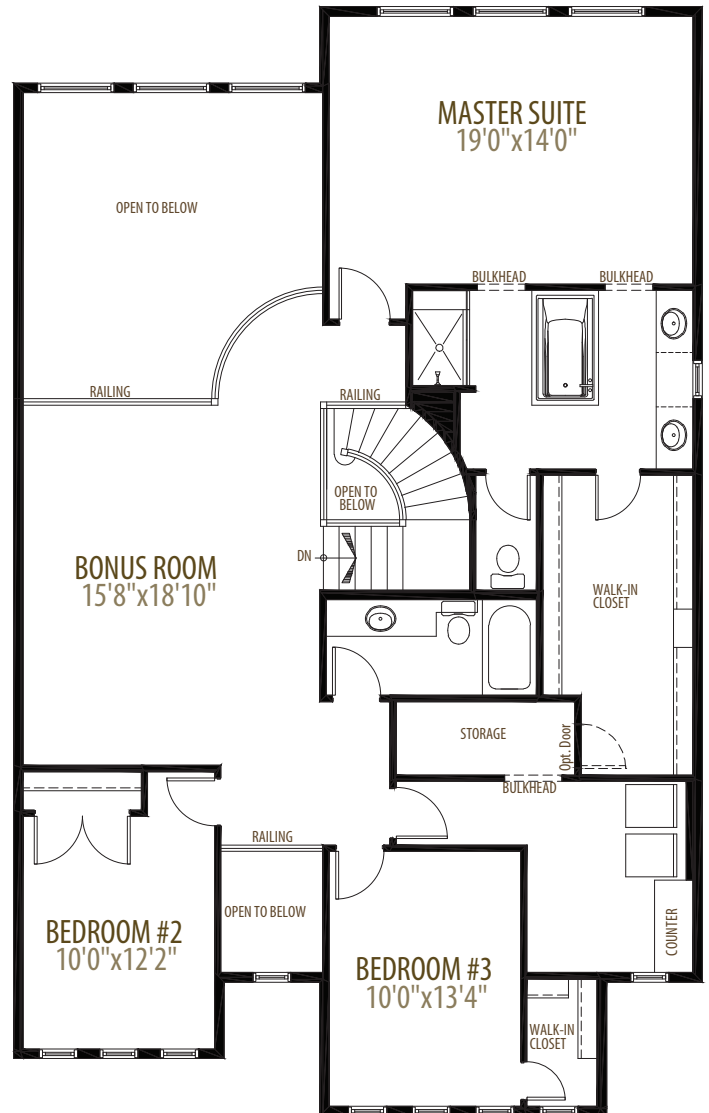 MASTER SUITE
19'0"x14'0"
OPEN TO BELOW
BULKHEAD
BULKHEAD
RAILING
RAILING
OPEN TO
BELOW
DN
BONUS ROOM
15'8"x18'10"
WALK-IN
CLOSET
STORAGE
Opt. Door
BULKHEAD
RAILING
OPEN TO BELOW
COUNTER
BEDROOM #2
10'0"x12'2"
BEDROOM #3
10'0"x13'4"
WALK-IN
CLOSET